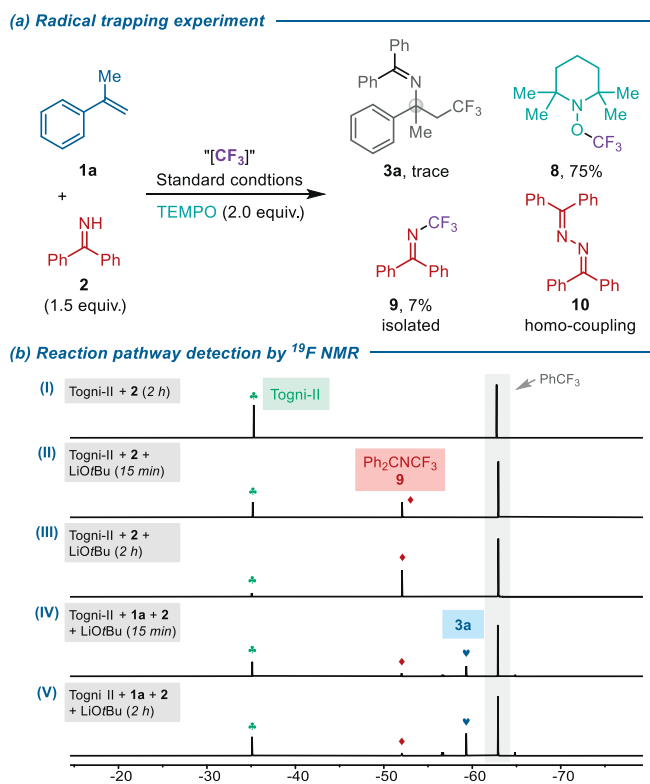 (a) Radical trapping experiment
Me
1a
+
NH
Ph Ph
2
(1.5 equiv.)
"[CF3]"
Standard condtions
TEMPO (2.0 equiv.)
Ph
Ph
N
CF3
Me
3a, trace
Me Me
Me N Me
O
CF3
8, 75%
N CF3
Ph Ph
9, 7%
isolated
Ph Ph
N
N
Ph Ph
10
homo-coupling
(b) Reaction pathway detection by 19F NMR
(I) Togni-II + 2 (2 h)
Togni-II
PhCF3
(II) Togni-II + 2 +
LiOtBu (15 min)
Ph2CNCF3
9
(III) Togni-II + 2 +
LiOtBu (2 h)
(IV) Togni-II + 1a + 2
+ LiOtBu (15 min)
3a
(V) Togni II + 1a + 2
+ LiOtBu (2 h)
-20 -30 -40 -50 -60 -70